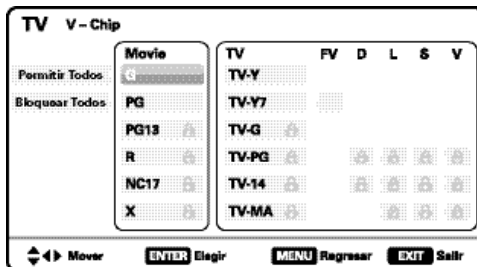 TV V-Chip
Movie TV FV D L S V
Permitir Todos G TV-Y
Bloquear Todos PG TV-Y7
PG13 TV-G
R TV-PG
NC17 TV-14
X TV-MA
Mover ENTER Elegir MENU Regresar EXIT Salir